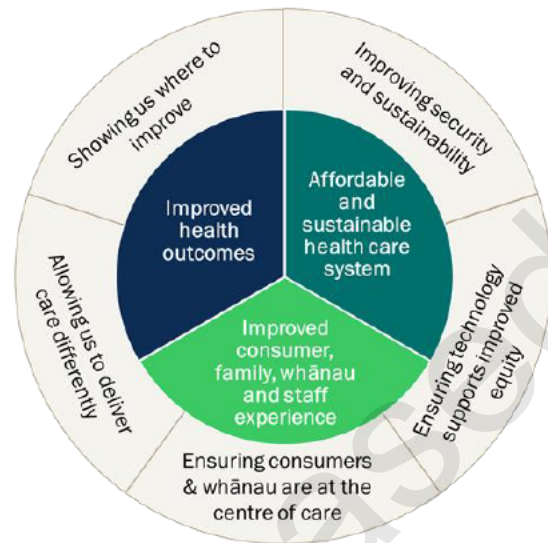 Showing us where to
improve
Improving security
and sustainability
Improved
health
outcomes
Affordable
and
sustainable
health care
system
Allowing us to deliver
care differently
Improved
consumer,
family, whānau
and staff
experience
Ensuring technology
supports improved
equity
Ensuring consumers
& whānau are at the
centre of care